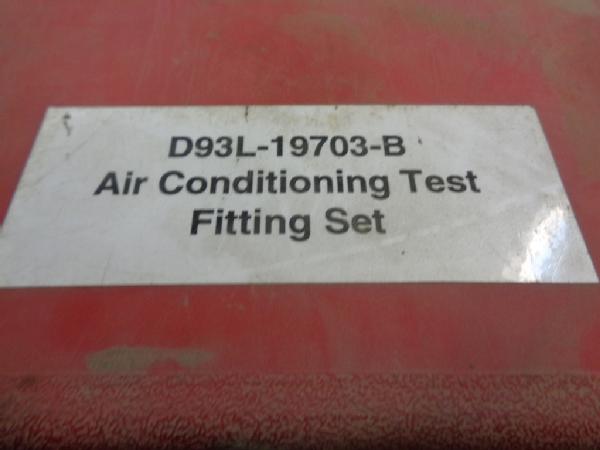 D93L-19703-B
Air Conditioning Test
Fitting Set